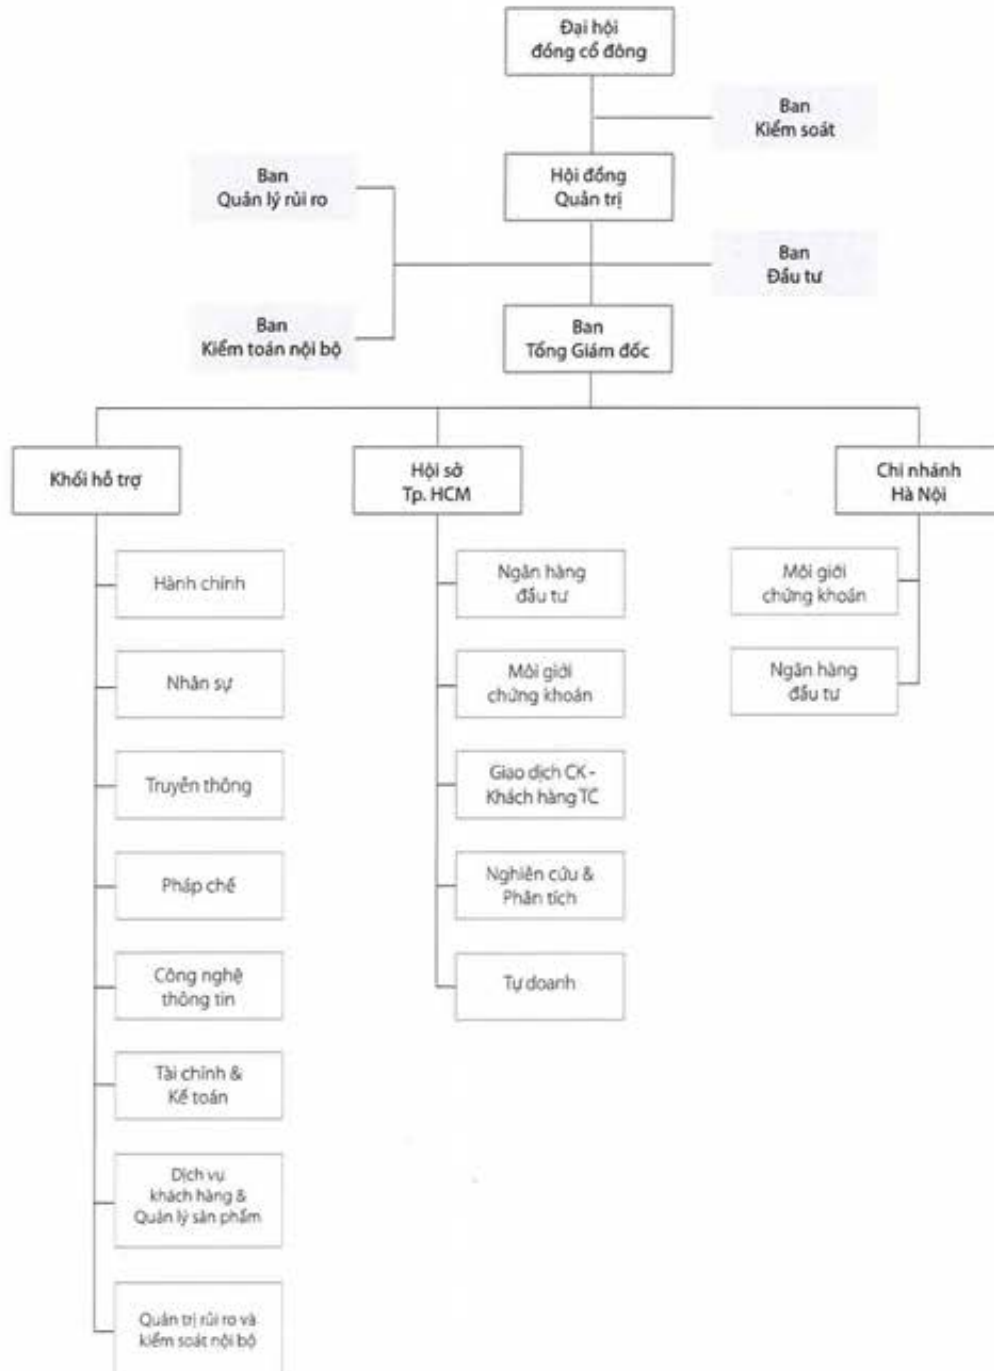 Đại hội
đồng cổ đông
Ban
Kiểm soát
Ban
Quản lý rủi ro
Hội đồng
Quản trị
Ban
Đầu tư
Ban
Kiểm toán nội bộ
Ban
Tổng Giám đốc
Khối hỗ trợ
Hội sở
Tp. HCM
Chi nhánh
Hà Nội
Hành chính
Nhân sự
Truyền thông
Pháp chế
Công nghệ
thông tin
Tài chính &
Kế toán
Dịch vụ
khách hàng &
Quản lý sản phẩm
Quản trị rủi ro và
kiểm soát nội bộ
Ngân hàng
đầu tư
Môi giới
chứng khoán
Giao dịch CK -
Khách hàng TC
Nghiên cứu &
Phân tích
Tự doanh
Môi giới
chứng khoán
Ngân hàng
đầu tư